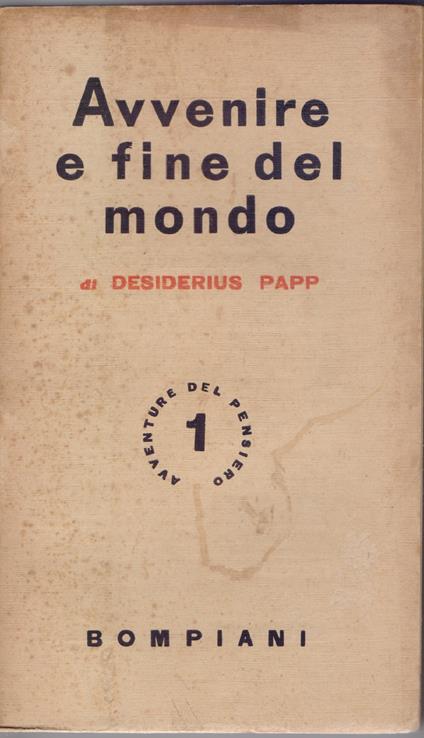 Avvenire
e fine del
mondo
di DESIDERIUS PAPP
AVVENTURE DEL PENSIERO
1
BOMPIANI